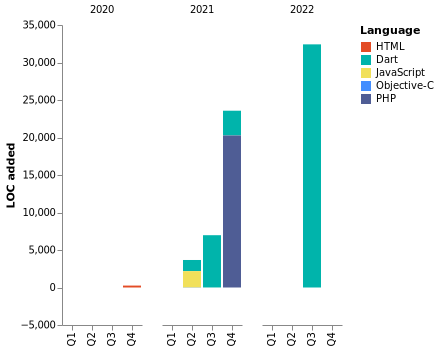 2020 2021 2022
35,000
30,000
25,000
20,000
15,000
10,000
5,000
0
−5,000
LOC added
Q1 Q2 Q3 Q4 Q1 Q2 Q3 Q4 Q1 Q2 Q3 Q4
Language
HTML
Dart
JavaScript
Objective-C
PHP